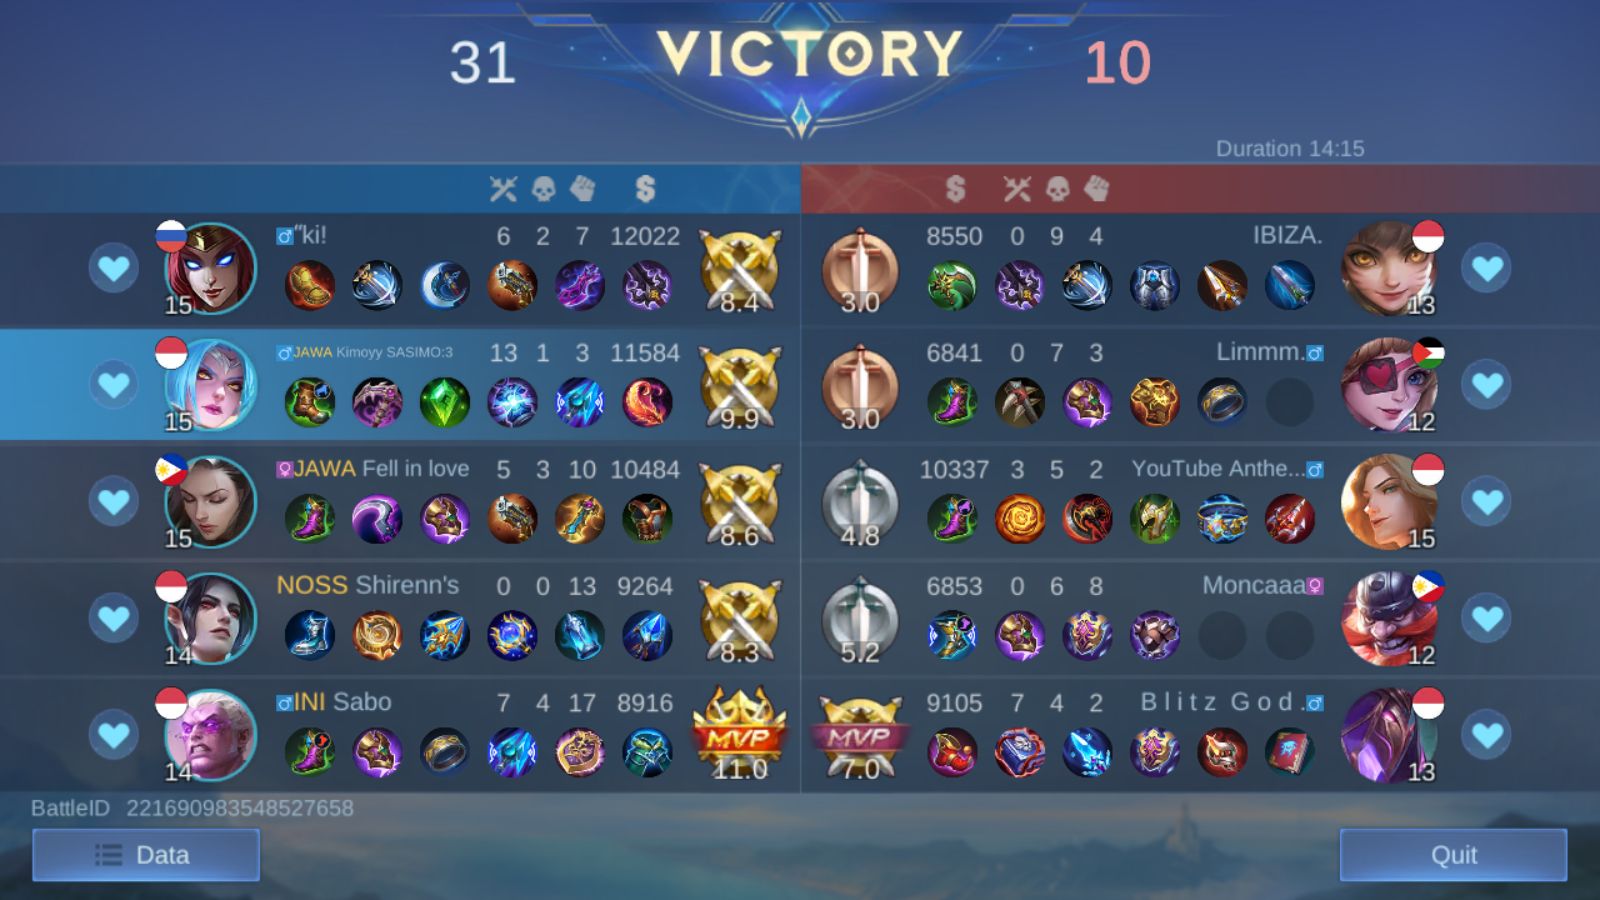 31 VICTORY 10
Duration 14:15
"ki! 6 2 7 12022
15 8.4
8550 0 9 4 IBIZA.
3.0 13
JAWA Kimoyy SASIMO:3 13 1 3 11584
15 9.9
6841 0 7 3 Limmm.
3.0 12
JAWA Fell in love 5 3 10 10484
15 8.6
10337 3 5 2 YouTube Anthe...
4.8 15
NOSS Shirenn's 0 0 13 9264
14 8.3
6853 0 6 8 Moncaaa
5.2 12
INI Sabo 7 4 17 8916
14 MVP 11.0
9105 7 4 2 Blitz God.
MVP 7.0 13
BattleID 221690983548527658
Data
Quit